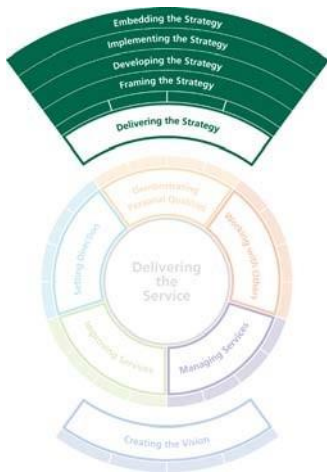 Embedding the Strategy
Implementing the Strategy
Developing the Strategy
Framing the Strategy
Delivering the Strategy
Demonstrating
Personal Qualities
Setting Direction
Working with Others
Delivering
the
Service
Improving Services
Managing Services
Creating the Vision